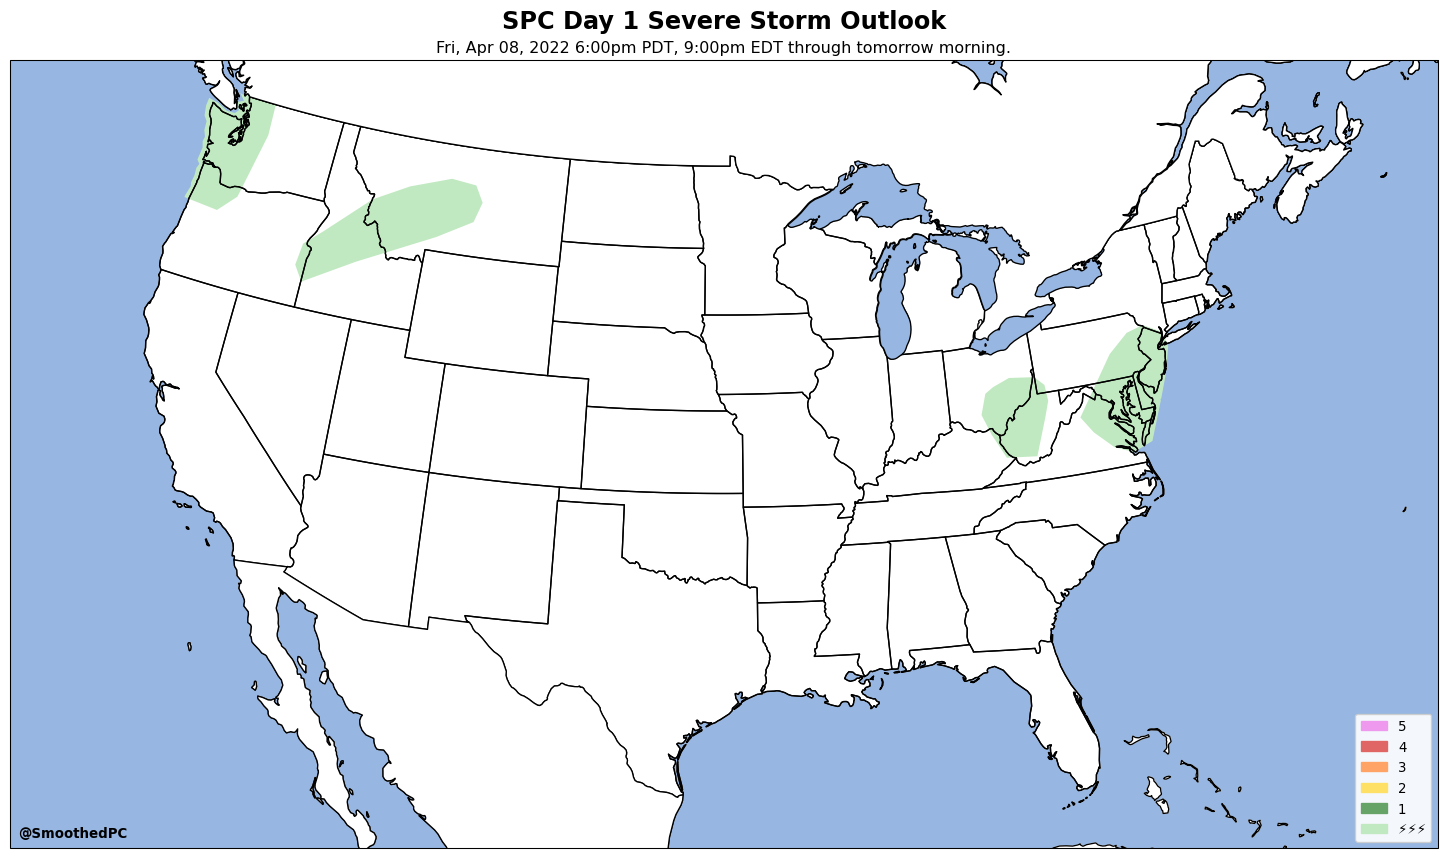 SPC Day 1 Severe Storm Outlook
Fri, Apr 08, 2022 6:00pm PDT, 9:00pm EDT through tomorrow morning.
5
4
3
2
1
⚡⚡⚡
@SmoothedPC